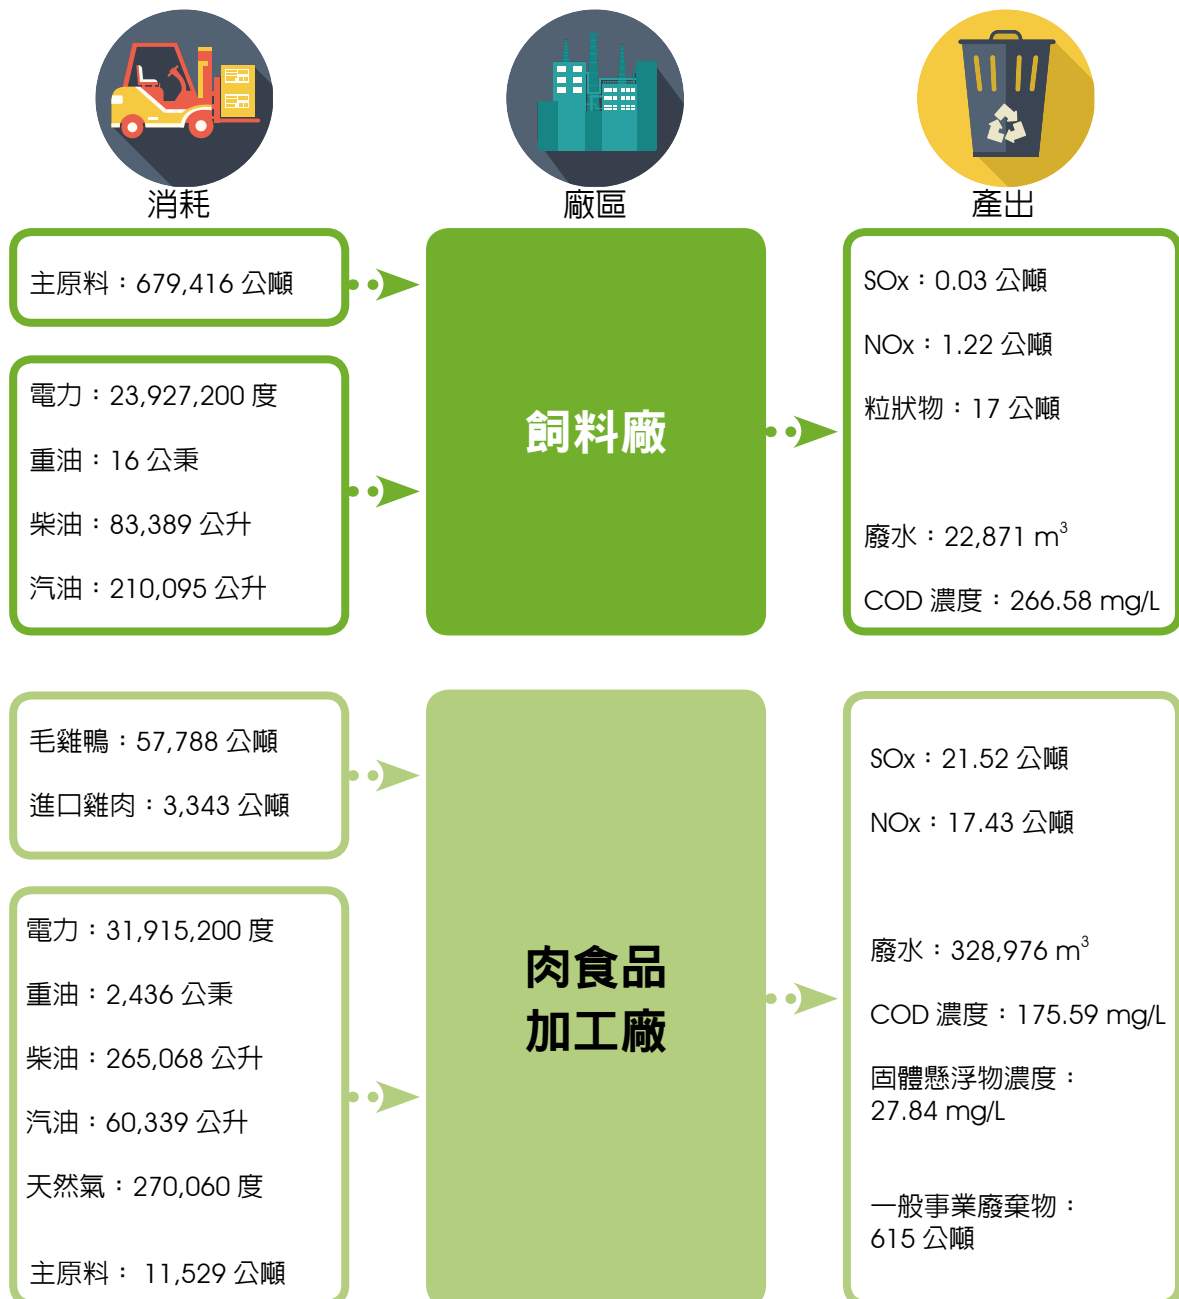 消耗
廠區
產出
主原料：679,416 公噸
電力：23,927,200 度
重油：16 公秉
柴油：83,389 公升
汽油：210,095 公升
飼料廠
SOx：0.03 公噸
NOx：1.22 公噸
粒狀物：17 公噸
廢水：22,871 m³
COD 濃度：266.58 mg/L
毛雞鴨：57,788 公噸
進口雞肉：3,343 公噸
電力：31,915,200 度
重油：2,436 公秉
柴油：265,068 公升
汽油：60,339 公升
天然氣：270,060 度
主原料： 11,529 公噸
肉食品
加工廠
SOx：21.52 公噸
NOx：17.43 公噸
廢水：328,976 m³
COD 濃度：175.59 mg/L
固體懸浮物濃度：
27.84 mg/L
一般事業廢棄物：
615 公噸